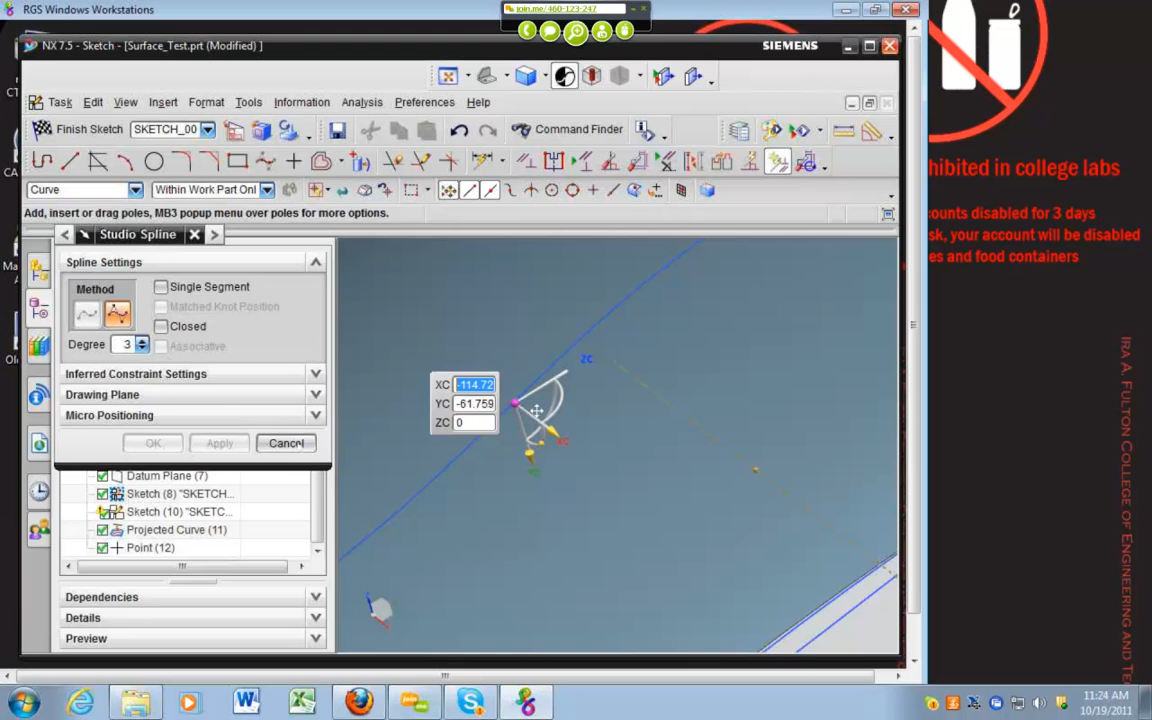 RGS Windows Workstations
join.me/460-123-247
NX 7.5 - Sketch - [Surface_Test.prt (Modified) ]
SIEMENS
Task Edit View Insert Format Tools Information Analysis Preferences Help
Finish Sketch SKETCH_00
Command Finder
Curve
Within Work Part Onl
Add, insert or drag poles, MB3 popup menu over poles for more options.
Studio Spline
Spline Settings
Method
Single Segment
Matched Knot Position
Closed
Degree 3
Associative
Inferred Constraint Settings
Drawing Plane
Micro Positioning
OK Apply Cancel
Datum Plane (7)
Sketch (8) "SKETCH...
Sketch (10) "SKETC...
Projected Curve (11)
Point (12)
Dependencies
Details
Preview
XC -114.72
YC -61.759
ZC 0
ZC
hibited in college labs
counts disabled for 3 days
sk, your account will be disabled
es and food containers
IRA A. FULTON COLLEGE OF ENGINEERING AND TE
11:24 AM
10/19/2011